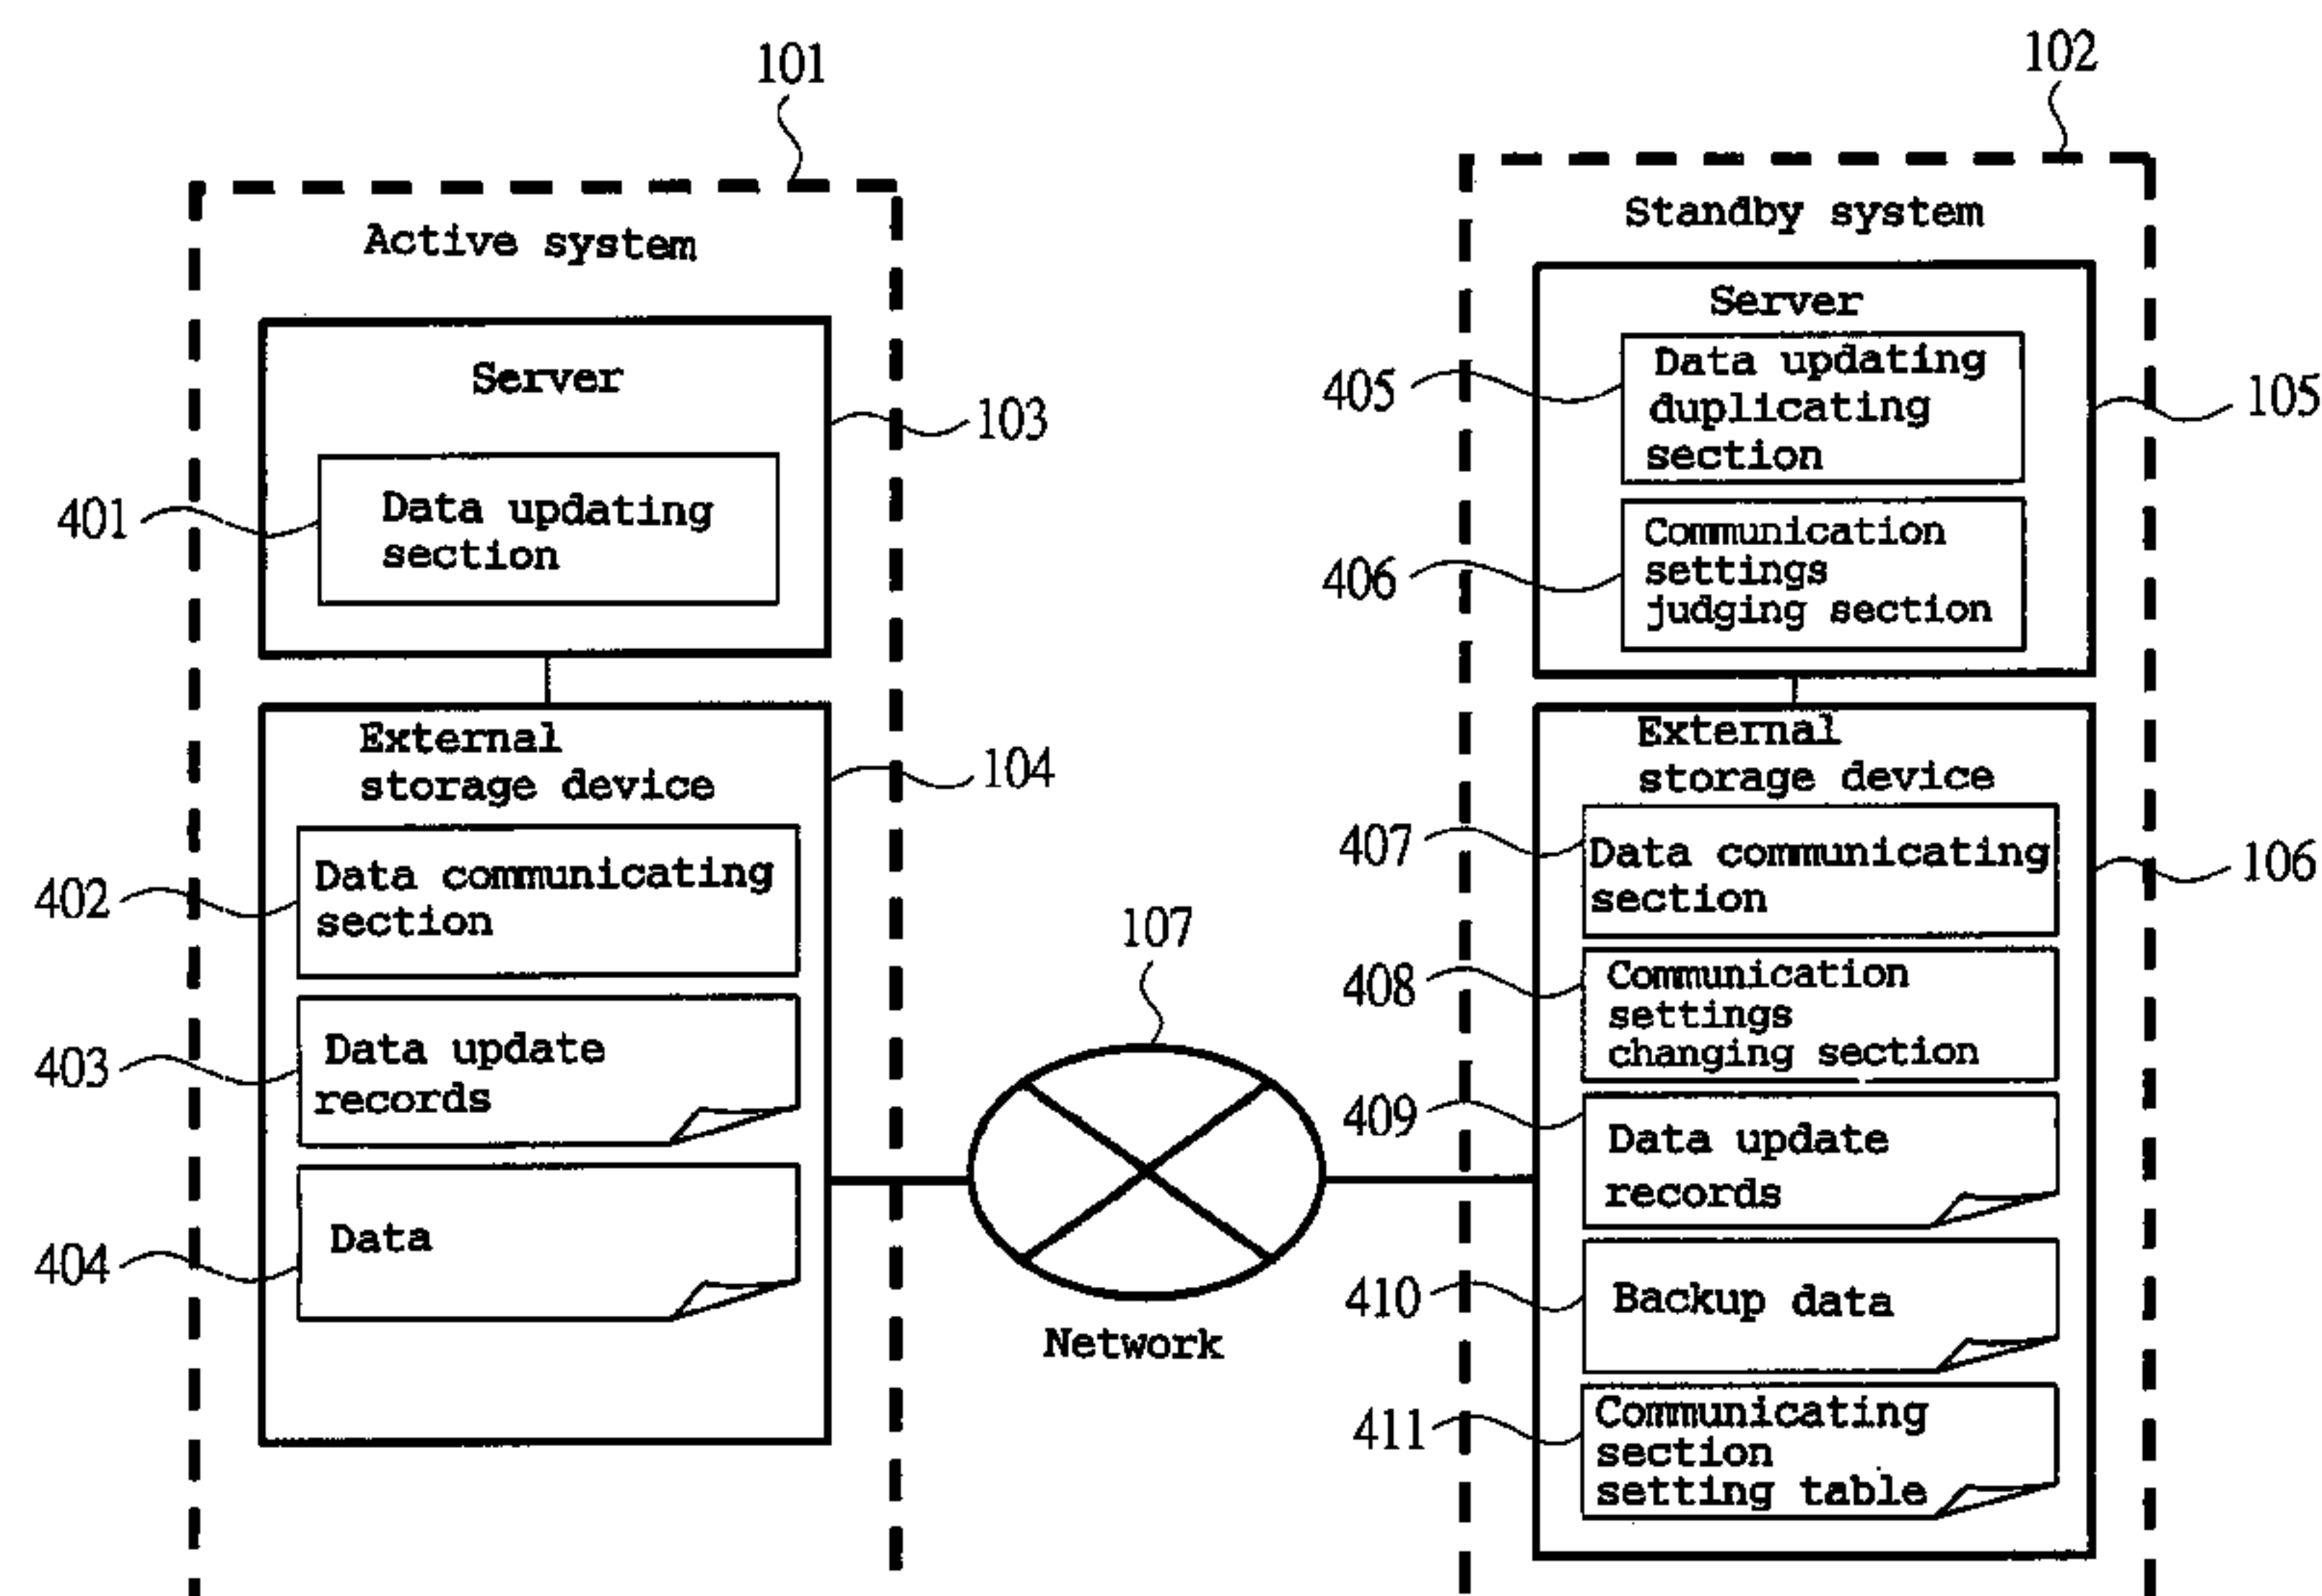 101
Active system
Server
103
401
Data updating
section
External
storage device
104
402
Data communicating
section
403
Data update
records
404
Data
107
Network
102
Standby system
Server
105
405
Data updating
duplicating
section
406
Communication
settings
judging section
External
storage device
106
407
Data communicating
section
408
Communication
settings
changing section
409
Data update
records
410
Backup data
411
Communicating
section
setting table